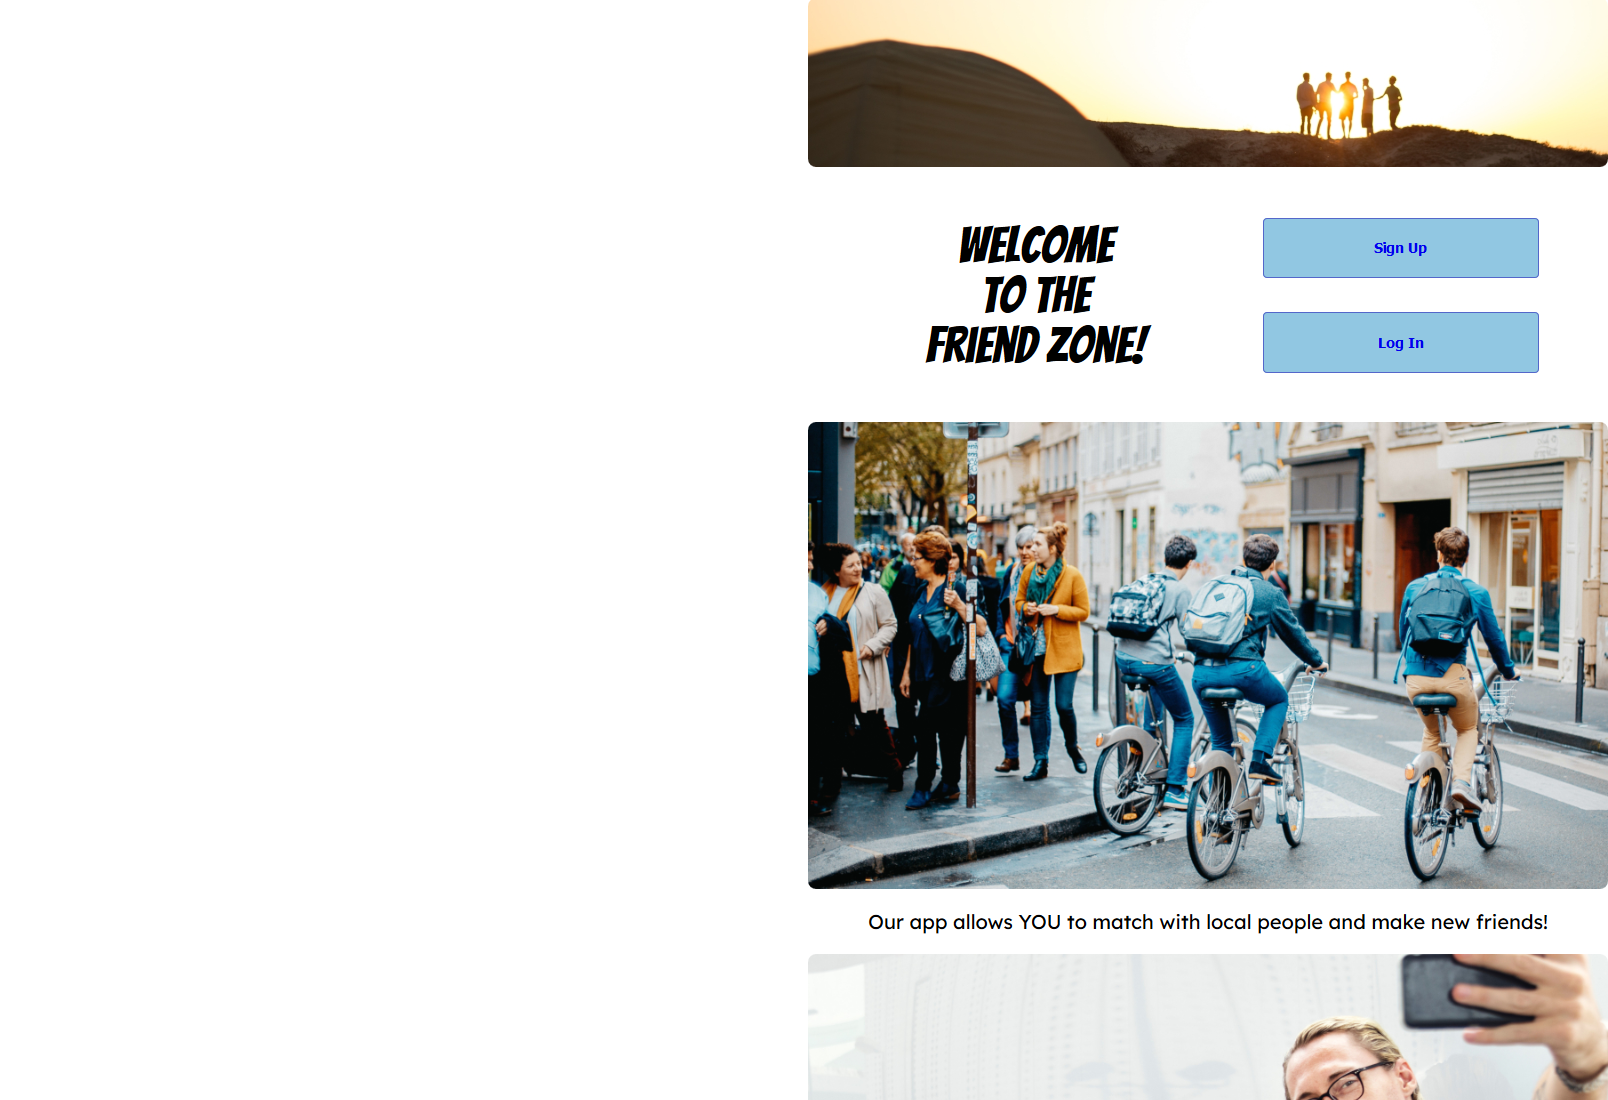 WELCOME
TO THE
FRIEND ZONE!
Sign Up
Log In
Our app allows YOU to match with local people and make new friends!